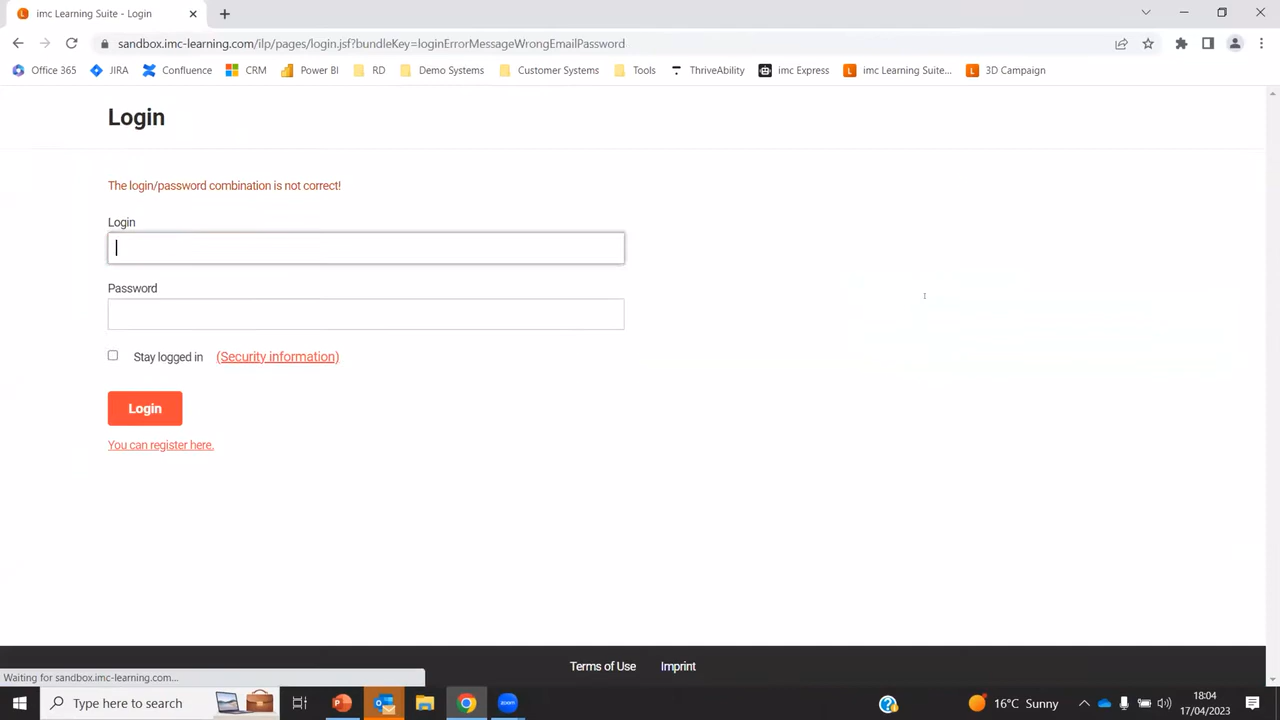 imc Learning Suite - Login
sandbox.imc-learning.com/ilp/pages/login.jsf?bundleKey=loginErrorMessageWrongEmailPassword
Office 365 JIRA Confluence CRM Power BI RD Demo Systems Customer Systems Tools ThriveAbility imc Express imc Learning Suite... 3D Campaign
Login
The login/password combination is not correct!
Login
Password
Stay logged in (Security information)
Login
You can register here.
Terms of Use Imprint
Waiting for sandbox.imc-learning.com...
Type here to search
zoom
16°C Sunny
18:04
17/04/2023